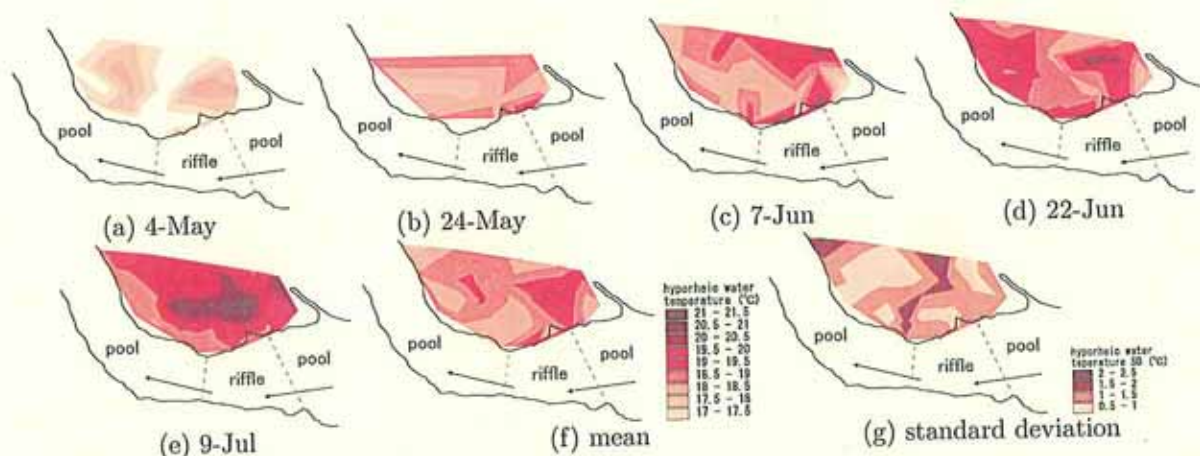 pool
riffle
pool
(a) 4-May
pool
riffle
pool
(b) 24-May
pool
riffle
pool
(c) 7-Jun
pool
riffle
pool
(d) 22-Jun
pool
riffle
pool
(e) 9-Jul
pool
riffle
pool
(f) mean
hyporheic water
temperature (°C)
21 - 21.5
20.5 - 21
20 - 20.5
19.5 - 20
19 - 19.5
18.5 - 19
18 - 18.5
17.5 - 18
17 - 17.5
pool
riffle
pool
(g) standard deviation
hyporheic water
teperature SD (°C)
2 - 2.5
1.5 - 2
1 - 1.5
0.5 - 1